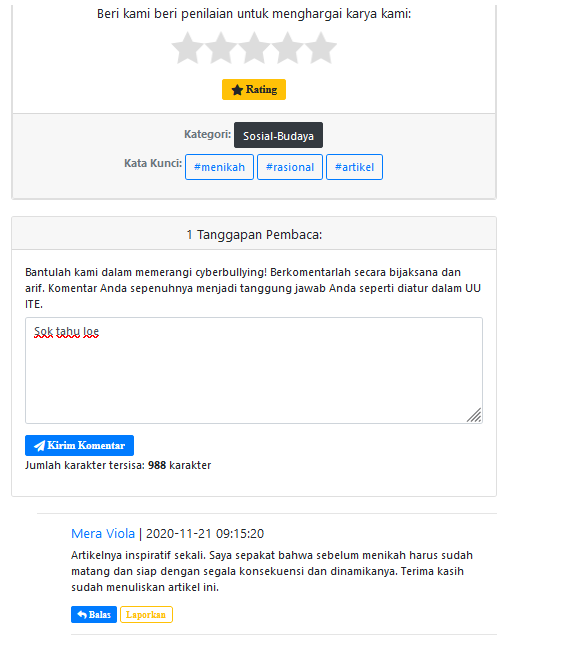 Beri kami beri penilaian untuk menghargai karya kami:
Rating
Kategori: Sosial-Budaya
Kata Kunci: #menikah #rasional #artikel
1 Tanggapan Pembaca:
Bantulah kami dalam memerangi cyberbullying! Berkomentarlah secara bijaksana dan
arif. Komentar Anda sepenuhnya menjadi tanggung jawab Anda seperti diatur dalam UU
ITE.
Sok tahu loe
Kirim Komentar
Jumlah karakter tersisa: 988 karakter
Mera Viola | 2020-11-21 09:15:20
Artikelnya inspiratif sekali. Saya sepakat bahwa sebelum menikah harus sudah
matang dan siap dengan segala konsekuensi dan dinamikanya. Terima kasih
sudah menuliskan artikel ini.
Balas Laporkan